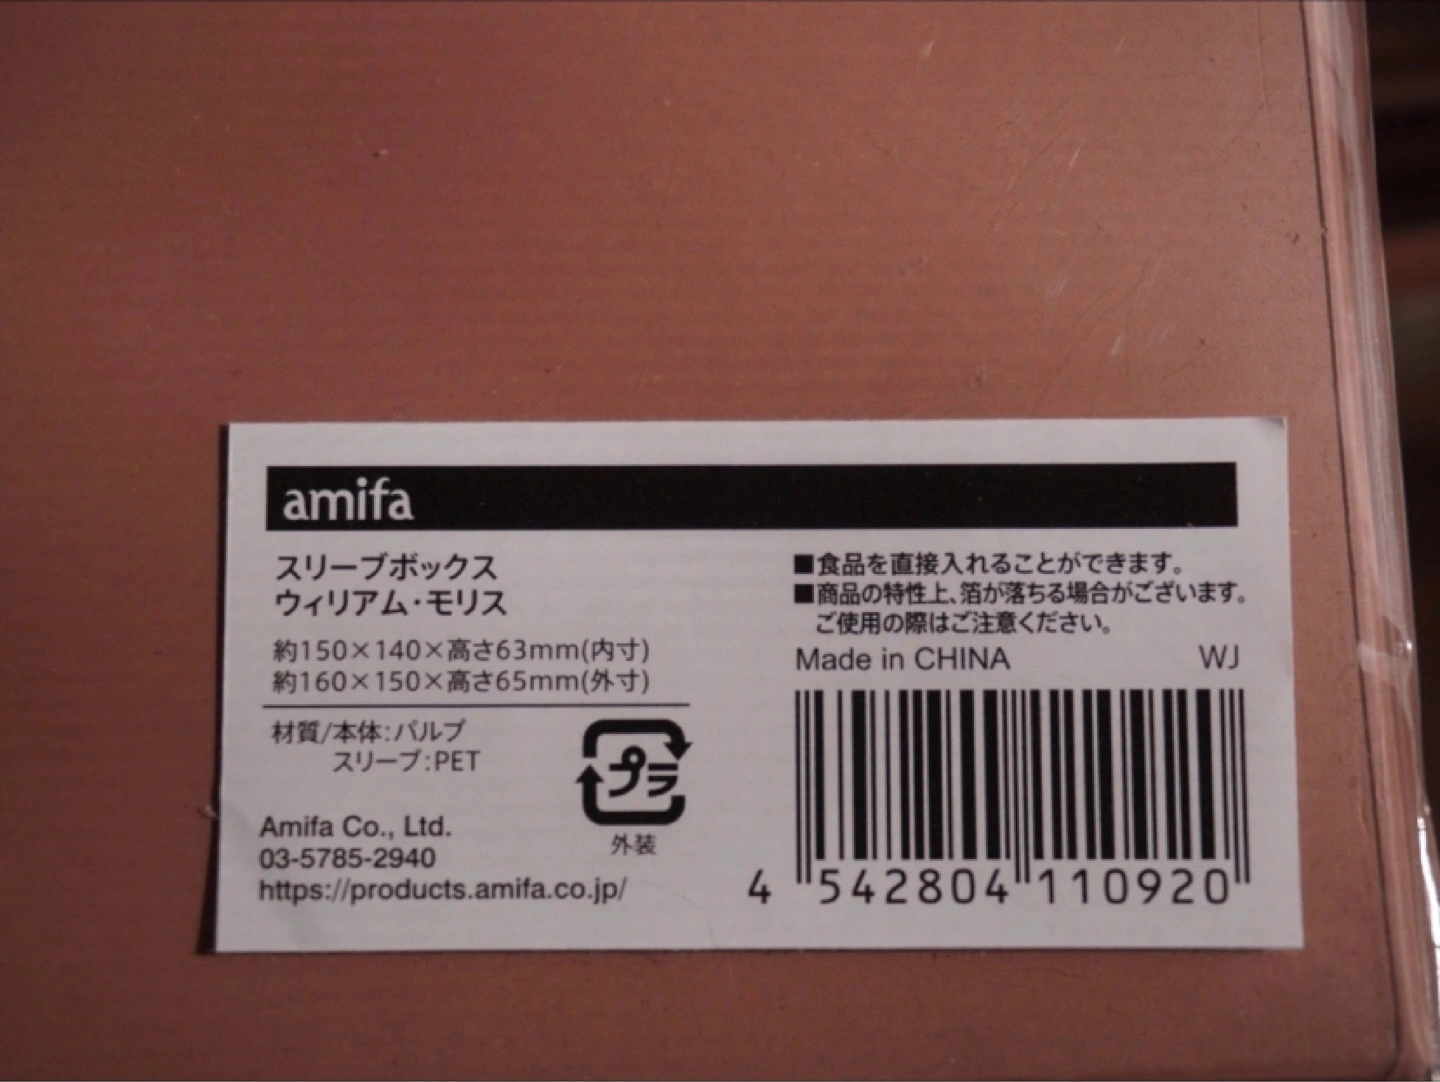 amifa
スリーブボックス
ウィリアム・モリス
約150×140×高さ63mm(内寸)
約160×150×高さ65mm(外寸)
材質/本体:パルプ
スリーブ:PET
プラ
外装
Amifa Co., Ltd.
03-5785-2940
https://products.amifa.co.jp/
■食品を直接入れることができます。
■商品の特性上、箔が落ちる場合がございます。
ご使用の際はご注意ください。
Made in CHINA WJ
4 542804 110920